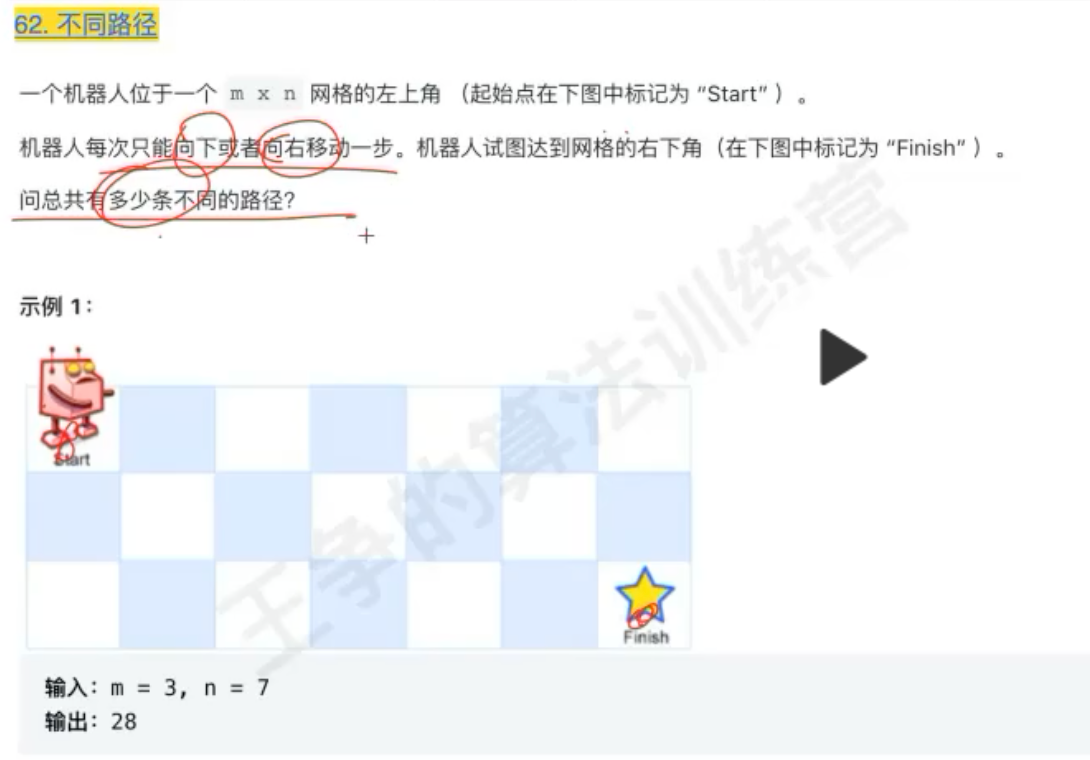 62. 不同路径
一个机器人位于一个 m x n 网格的左上角 （起始点在下图中标记为 “Start” ）。
机器人每次只能向下或者向右移动一步。机器人试图达到网格的右下角（在下图中标记为 “Finish” ）。
问总共有多少条不同的路径？
示例 1：
Start
Finish
王争的算法训练营
输入：m = 3, n = 7
输出：28